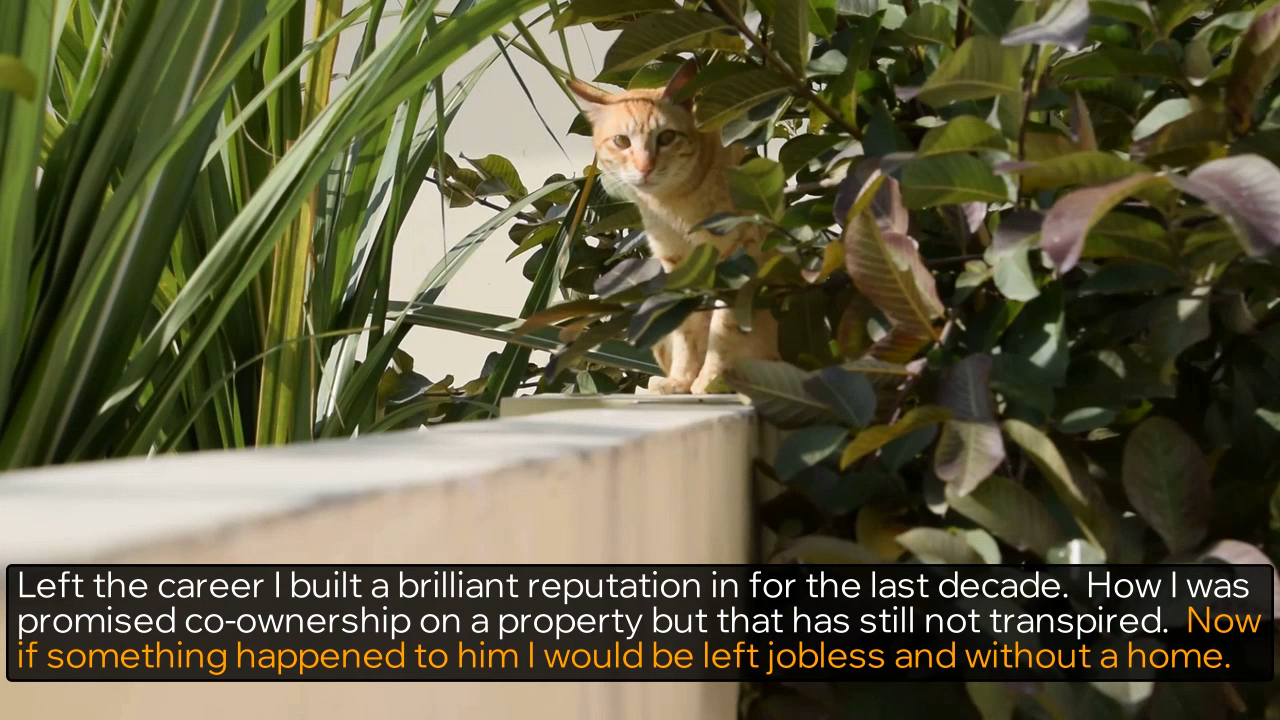 Left the career I built a brilliant reputation in for the last decade.  How I was
promised co-ownership on a property but that has still not transpired.  Now
if something happened to him I would be left jobless and without a home.